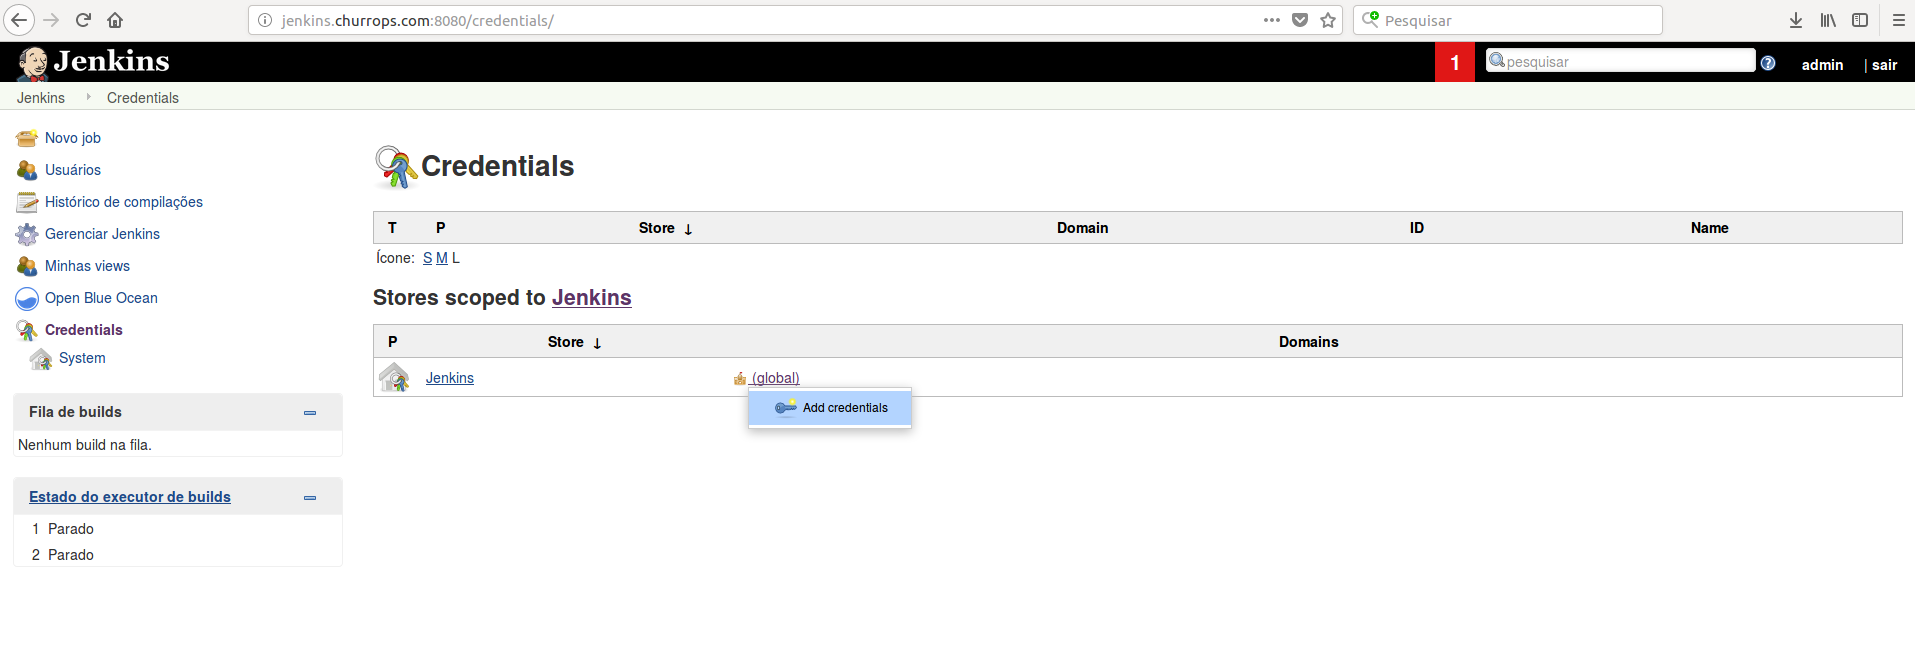 jenkins.churrops.com:8080/credentials/
Pesquisar
Jenkins
1
pesquisar
admin
| sair
Jenkins
Credentials
Novo job
Usuários
Histórico de compilações
Gerenciar Jenkins
Minhas views
Open Blue Ocean
Credentials
System
Fila de builds
Nenhum build na fila.
Estado do executor de builds
1 Parado
2 Parado
Credentials
T P Store ↓ Domain ID Name
Ícone: S M L
Stores scoped to Jenkins
P Store ↓ Domains
Jenkins (global)
Add credentials